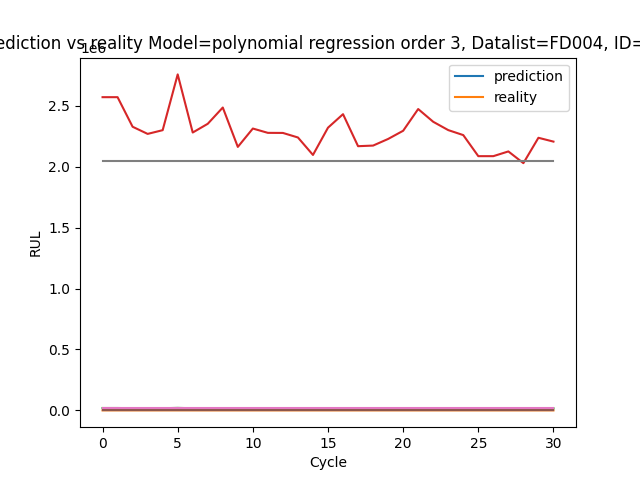 ediction vs reality Model=polynomial regression order 3, Datalist=FD004, ID=
1e6
prediction
reality
2.5
2.0
1.5
1.0
0.5
0.0
RUL
0 5 10 15 20 25 30
Cycle